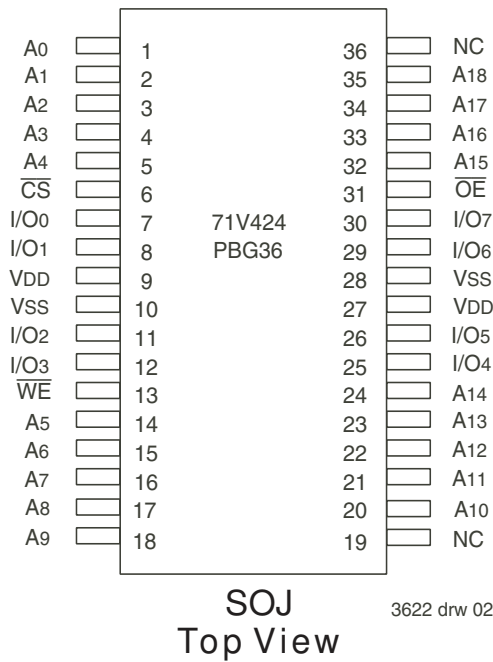 A0 1 36 NC
A1 2 35 A18
A2 3 34 A17
A3 4 33 A16
A4 5 32 A15
C̅S̅ 6 31 O̅E̅
I/O0 7 71V424 30 I/O7
I/O1 8 PBG36 29 I/O6
VDD 9 28 VSS
VSS 10 27 VDD
I/O2 11 26 I/O5
I/O3 12 25 I/O4
W̅E̅ 13 24 A14
A5 14 23 A13
A6 15 22 A12
A7 16 21 A11
A8 17 20 A10
A9 18 19 NC
SOJ 3622 drw 02
Top View